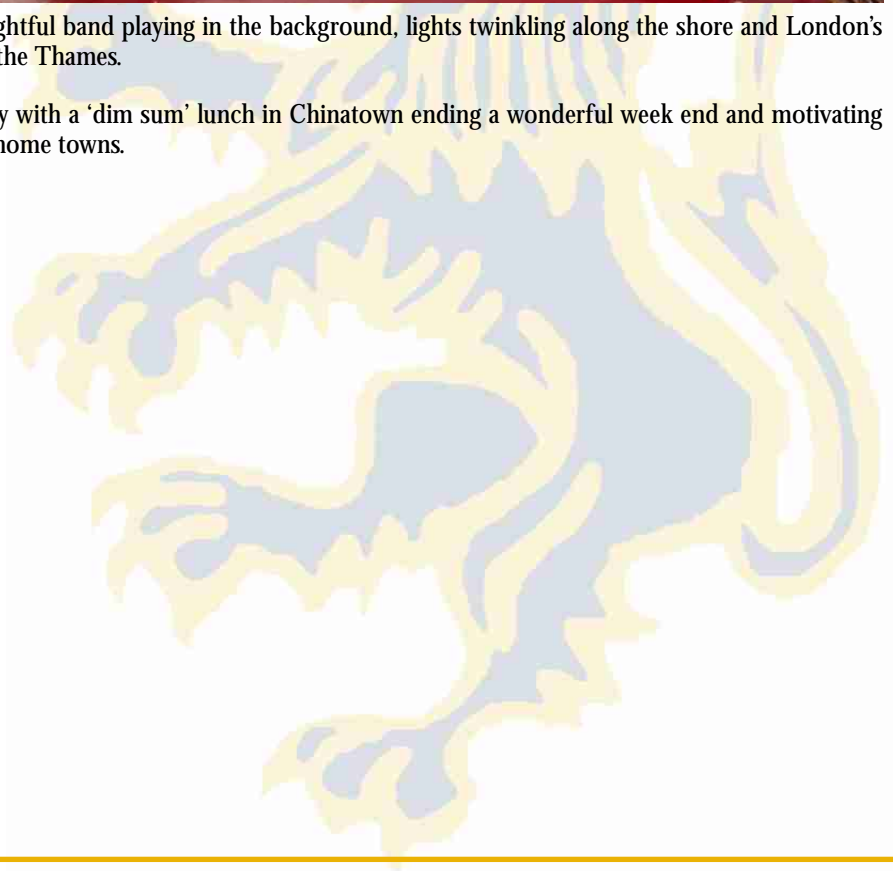 ghtful band playing in the background, lights twinkling along the shore and London’s
the Thames.
y with a ‘dim sum’ lunch in Chinatown ending a wonderful week end and motivating
home towns.